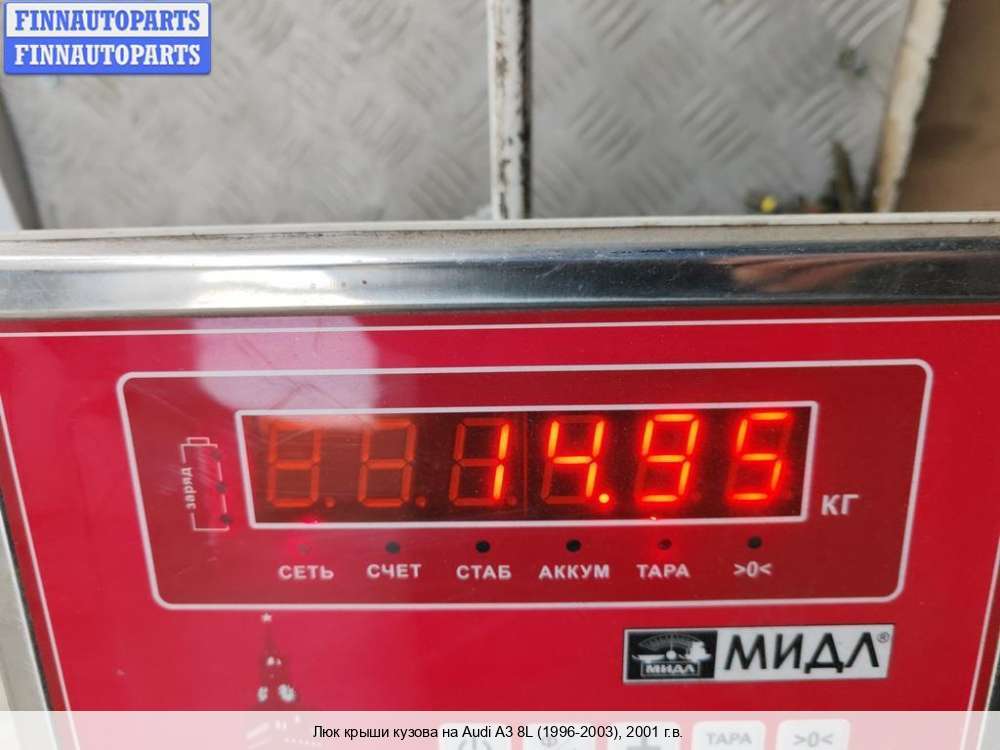 FINNAUTOPARTS
FINNAUTOPARTS
заряд
14.95
КГ
СЕТЬ СЧЕТ СТАБ АККУМ ТАРА >0<
МИДЛ МИДЛ®
ТАРА >0<
Люк крыши кузова на Audi A3 8L (1996-2003), 2001 г.в.